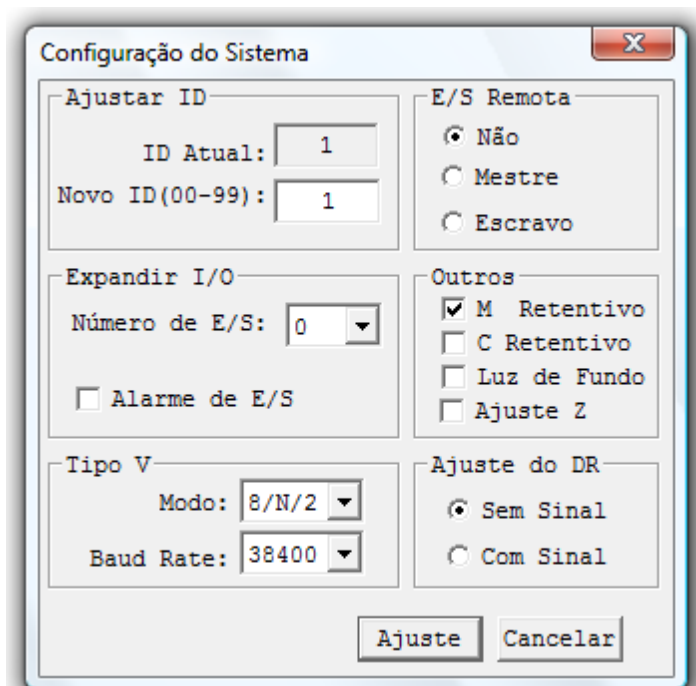 Configuração do Sistema
Ajustar ID
ID Atual: 1
Novo ID(00-99): 1
E/S Remota
Não
Mestre
Escravo
Expandir I/O
Número de E/S: 0
Alarme de E/S
Outros
M Retentivo
C Retentivo
Luz de Fundo
Ajuste Z
Tipo V
Modo: 8/N/2
Baud Rate: 38400
Ajuste do DR
Sem Sinal
Com Sinal
Ajuste Cancelar